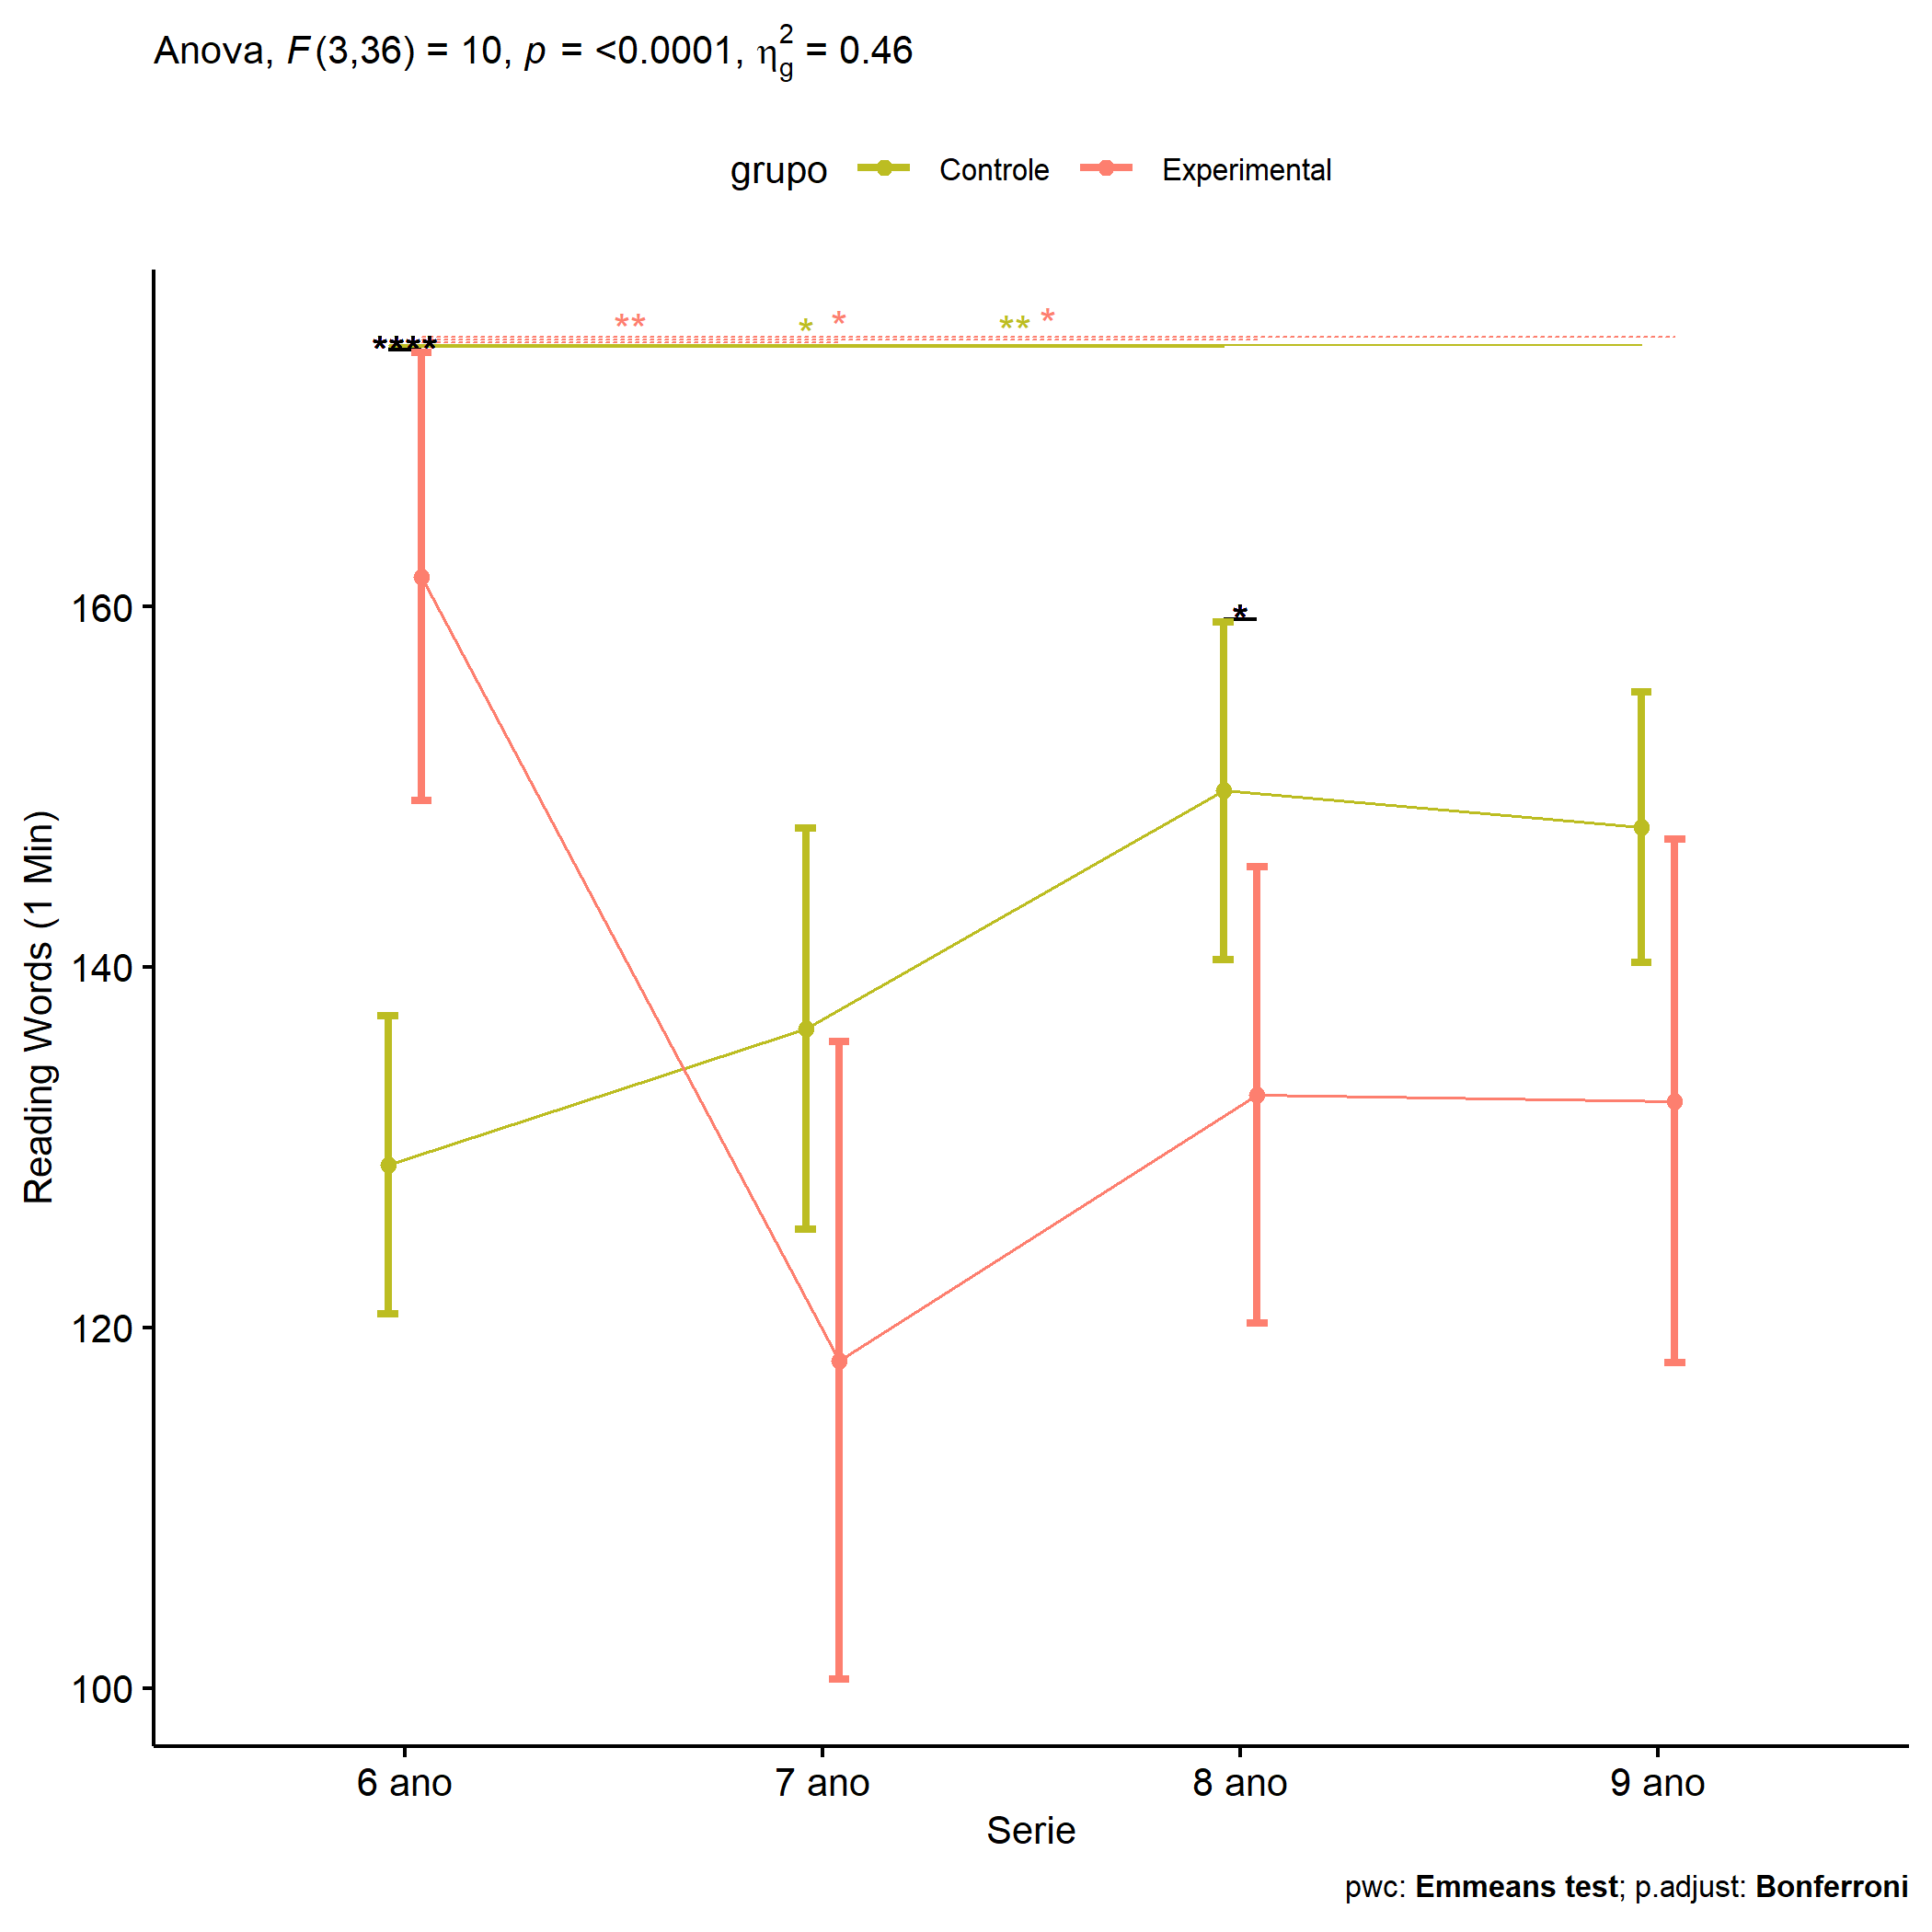 Anova, F(3,36) = 10, p = <0.0001, η²g = 0.46
grupo Controle Experimental
** * * ** *
****
160
*
140
120
100
Reading Words (1 Min)
6 ano 7 ano 8 ano 9 ano
Serie
pwc: Emmeans test; p.adjust: Bonferroni